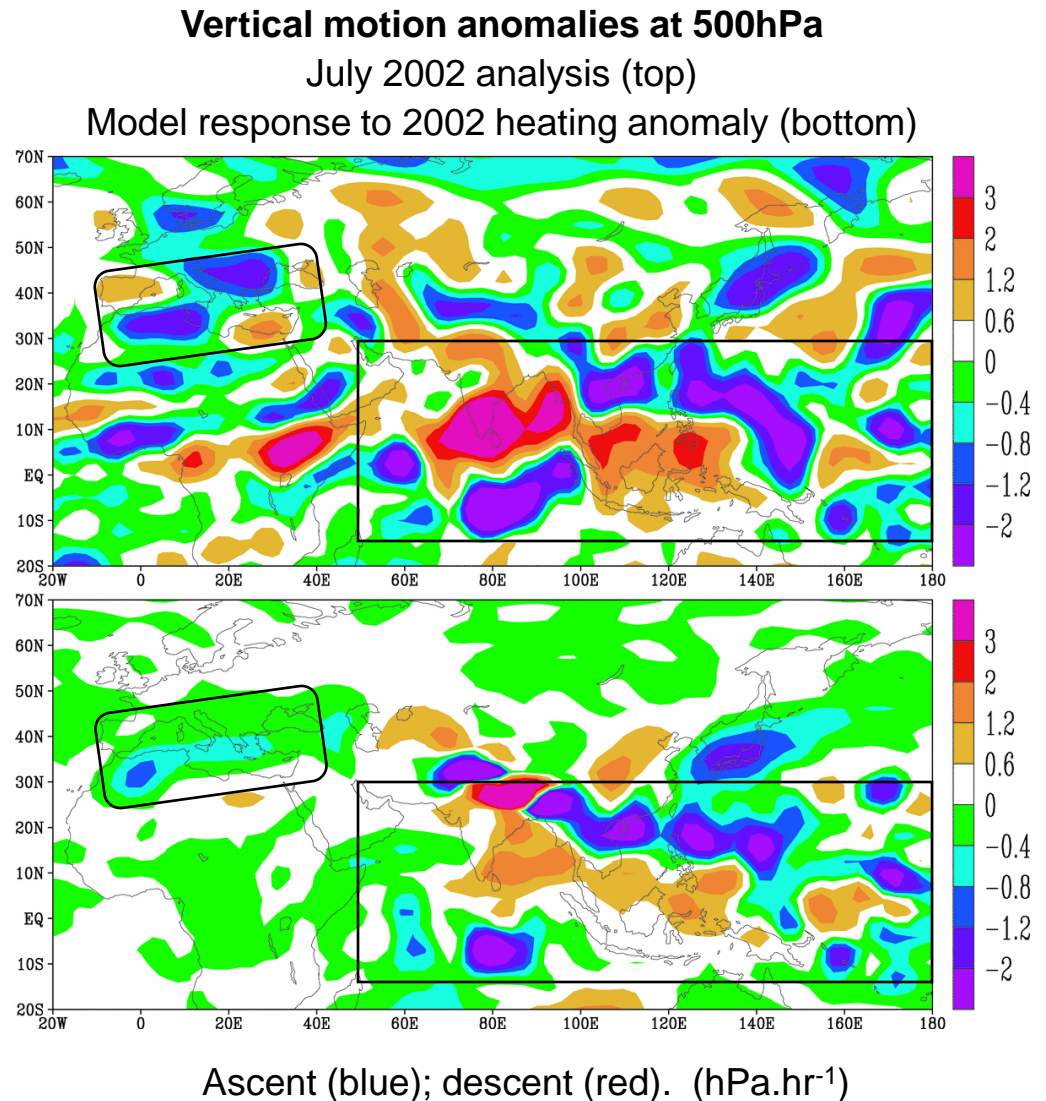 Vertical motion anomalies at 500hPa
July 2002 analysis (top)
Model response to 2002 heating anomaly (bottom)
70N
60N
50N
40N
30N
20N
10N
EQ
10S
20S
20W 0 20E 40E 60E 80E 100E 120E 140E 160E 180
3
2
1.2
0.6
0
−0.4
−0.8
−1.2
−2
70N
60N
50N
40N
30N
20N
10N
EQ
10S
20S
20W 0 20E 40E 60E 80E 100E 120E 140E 160E 180
3
2
1.2
0.6
0
−0.4
−0.8
−1.2
−2
Ascent (blue); descent (red). (hPa.hr⁻¹)